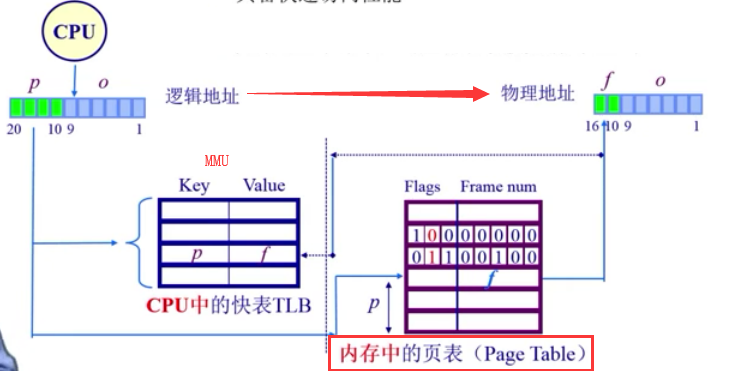 CPU
p o
逻辑地址
物理地址
f o
20 10 9 1
16 10 9 1
MMU
Key Value
Flags Frame num
1 0 0 0 0 0 0 0
p f
0 1 1 0 0 1 0 0
f
CPU中的快表TLB
p
内存中的页表（Page Table）